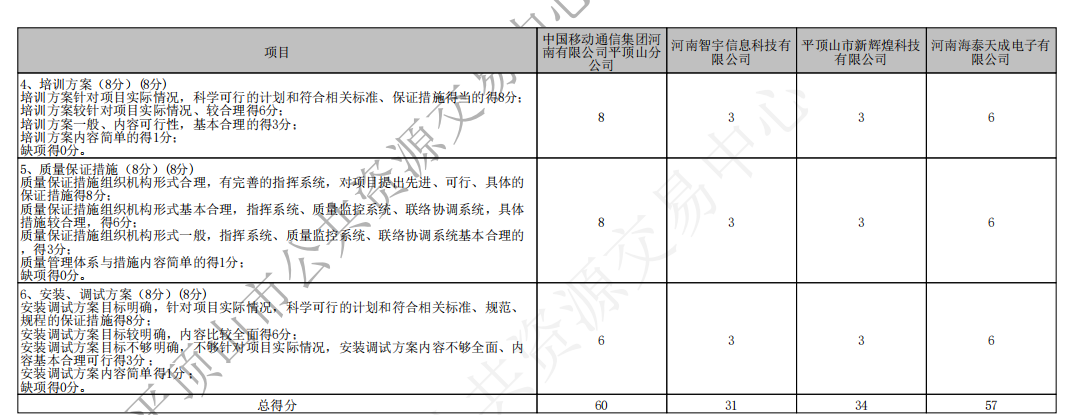 项目
中国移动通信集团河
南有限公司平顶山分
公司
河南智宇信息科技有
限公司
平顶山市新辉煌科技
有限公司
河南海泰天成电子有
限公司
4、培训方案（8分）(8分)
培训方案针对项目实际情况，科学可行的计划和符合相关标准、保证措施得当的得8分；
培训方案较针对项目实际情况、较合理得6分；
培训方案一般、内容可行性，基本合理的得3分；
培训方案内容简单的得1分；
缺项得0分。
8
3
3
6
5、质量保证措施（8分）(8分)
质量保证措施组织机构形式合理，有完善的指挥系统，对项目提出先进、可行、具体的
保证措施得8分；
质量保证措施组织机构形式基本合理，指挥系统、质量监控系统、联络协调系统，具体
措施较合理，得6分；
质量保证措施组织机构形式一般，指挥系统、质量监控系统、联络协调系统基本合理的
，得3分；
质量管理体系与措施内容简单的得1分；
缺项得0分。
8
3
3
6
6、安装、调试方案（8分）(8分)
安装调试方案目标明确，针对项目实际情况，科学可行的计划和符合相关标准、规范、
规程的保证措施得8分；
安装调试方案目标较明确，内容比较全面得6分；
安装调试方案目标不够明确，不够针对项目实际情况，安装调试方案内容不够全面、内
容基本合理可行得3分；
安装调试方案内容简单得1分；
缺项得0分。
6
3
3
6
总得分
60
31
34
57
平顶山市公共资源交易中心
共资源交易中心